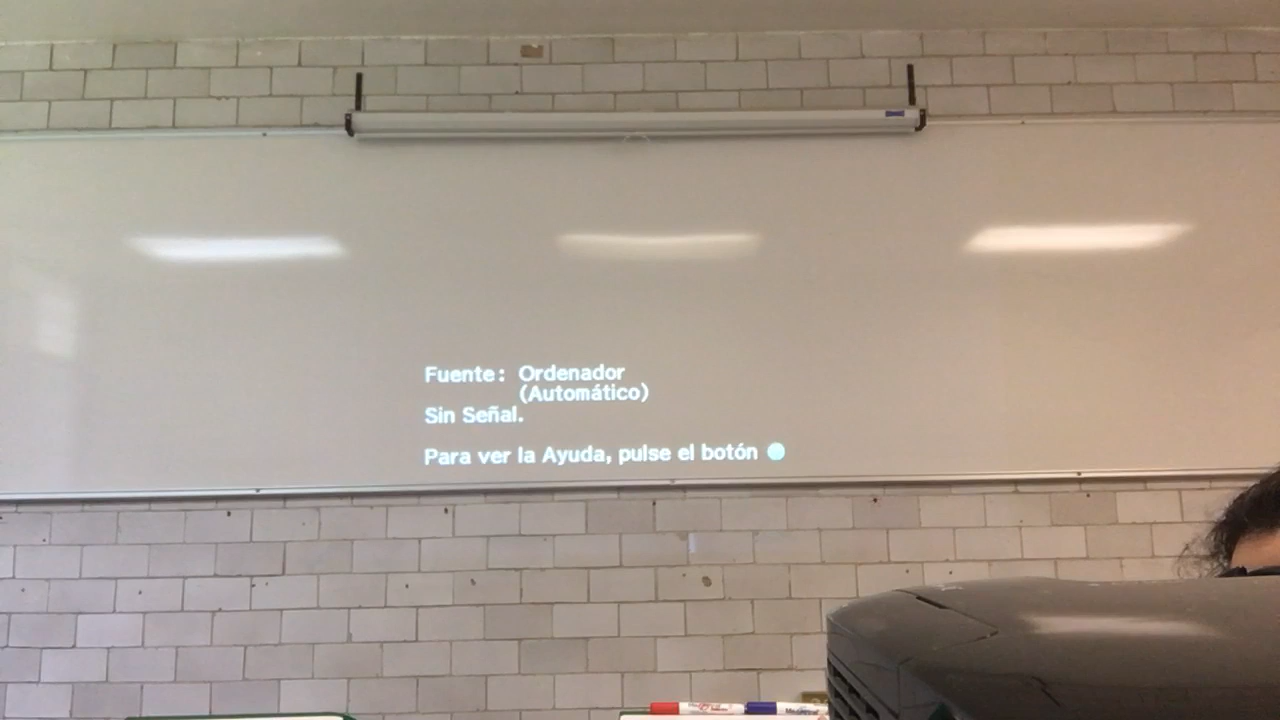 Fuente: Ordenador
(Automático)
Sin Señal.
Para ver la Ayuda, pulse el botón